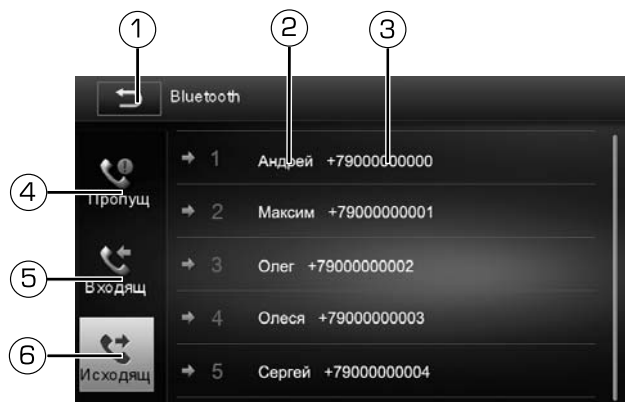 1 2 3
Bluetooth
1 Андрей +79000000000
4
Пропущ
2 Максим +79000000001
5
Входящ
3 Олег +79000000002
4 Олеся +79000000003
6
Исходящ
5 Сергей +79000000004